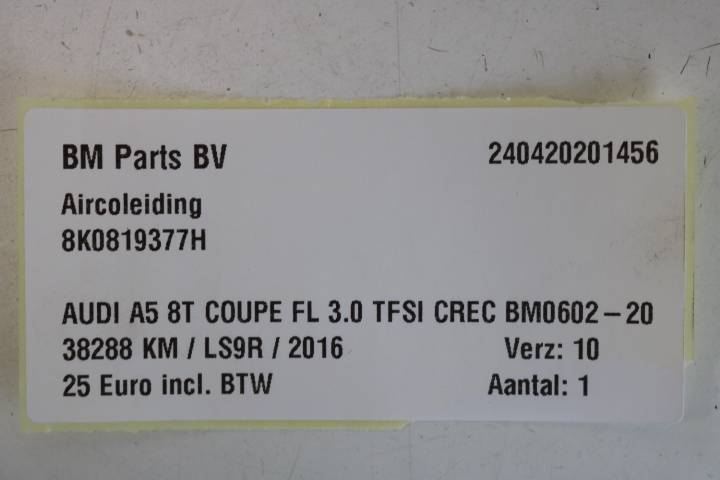 BM Parts BV 240420201456
Aircoleiding
8K0819377H
AUDI A5 8T COUPE FL 3.0 TFSI CREC BM0602-20
38288 KM / LS9R / 2016 Verz: 10
25 Euro incl. BTW Aantal: 1